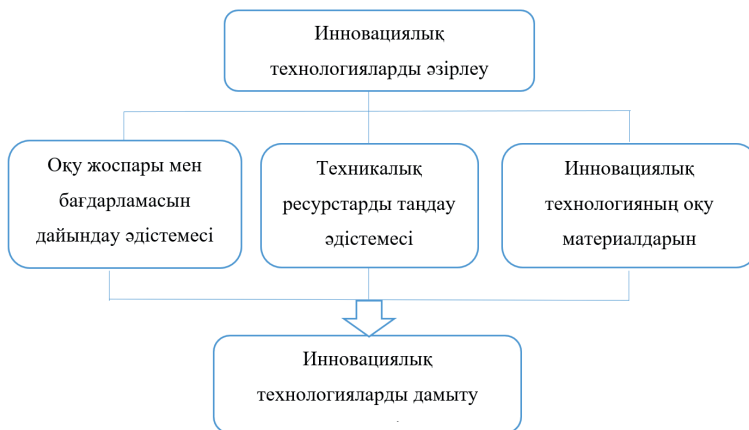 Инновациялық
технологияларды әзірлеу
Оқу жоспары мен
бағдарламасын
дайындау әдістемесі
Техникалық
ресурстарды таңдау
әдістемесі
Инновациялық
технологияның оқу
материалдарын
Инновациялық
технологияларды дамыту